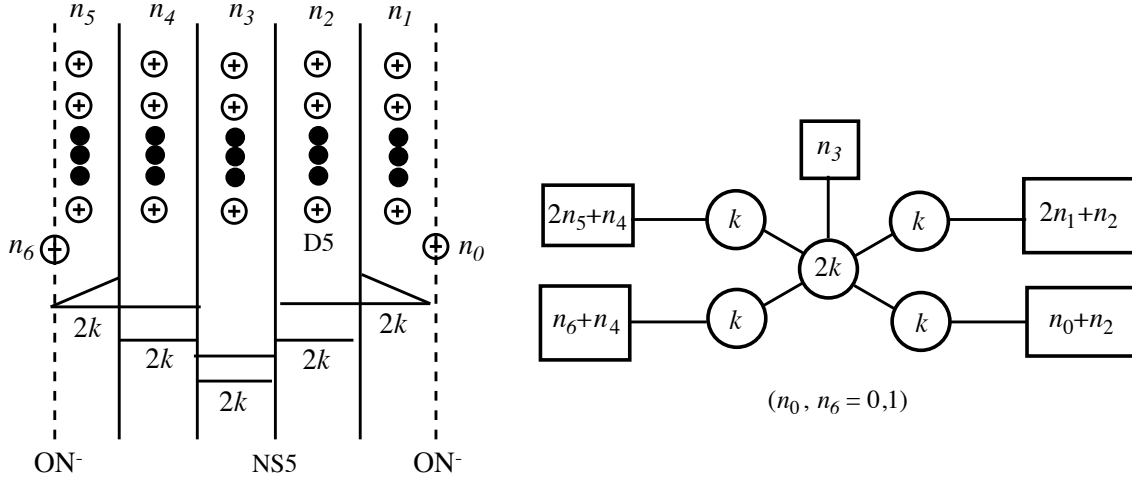 n5 n4 n3 n2 n1
n6 D5 n0
2k 2k
2k 2k
2k
ON- NS5 ON-
n3
2n5+n4 k k 2n1+n2
2k
n6+n4 k k n0+n2
(n0 , n6 = 0,1)